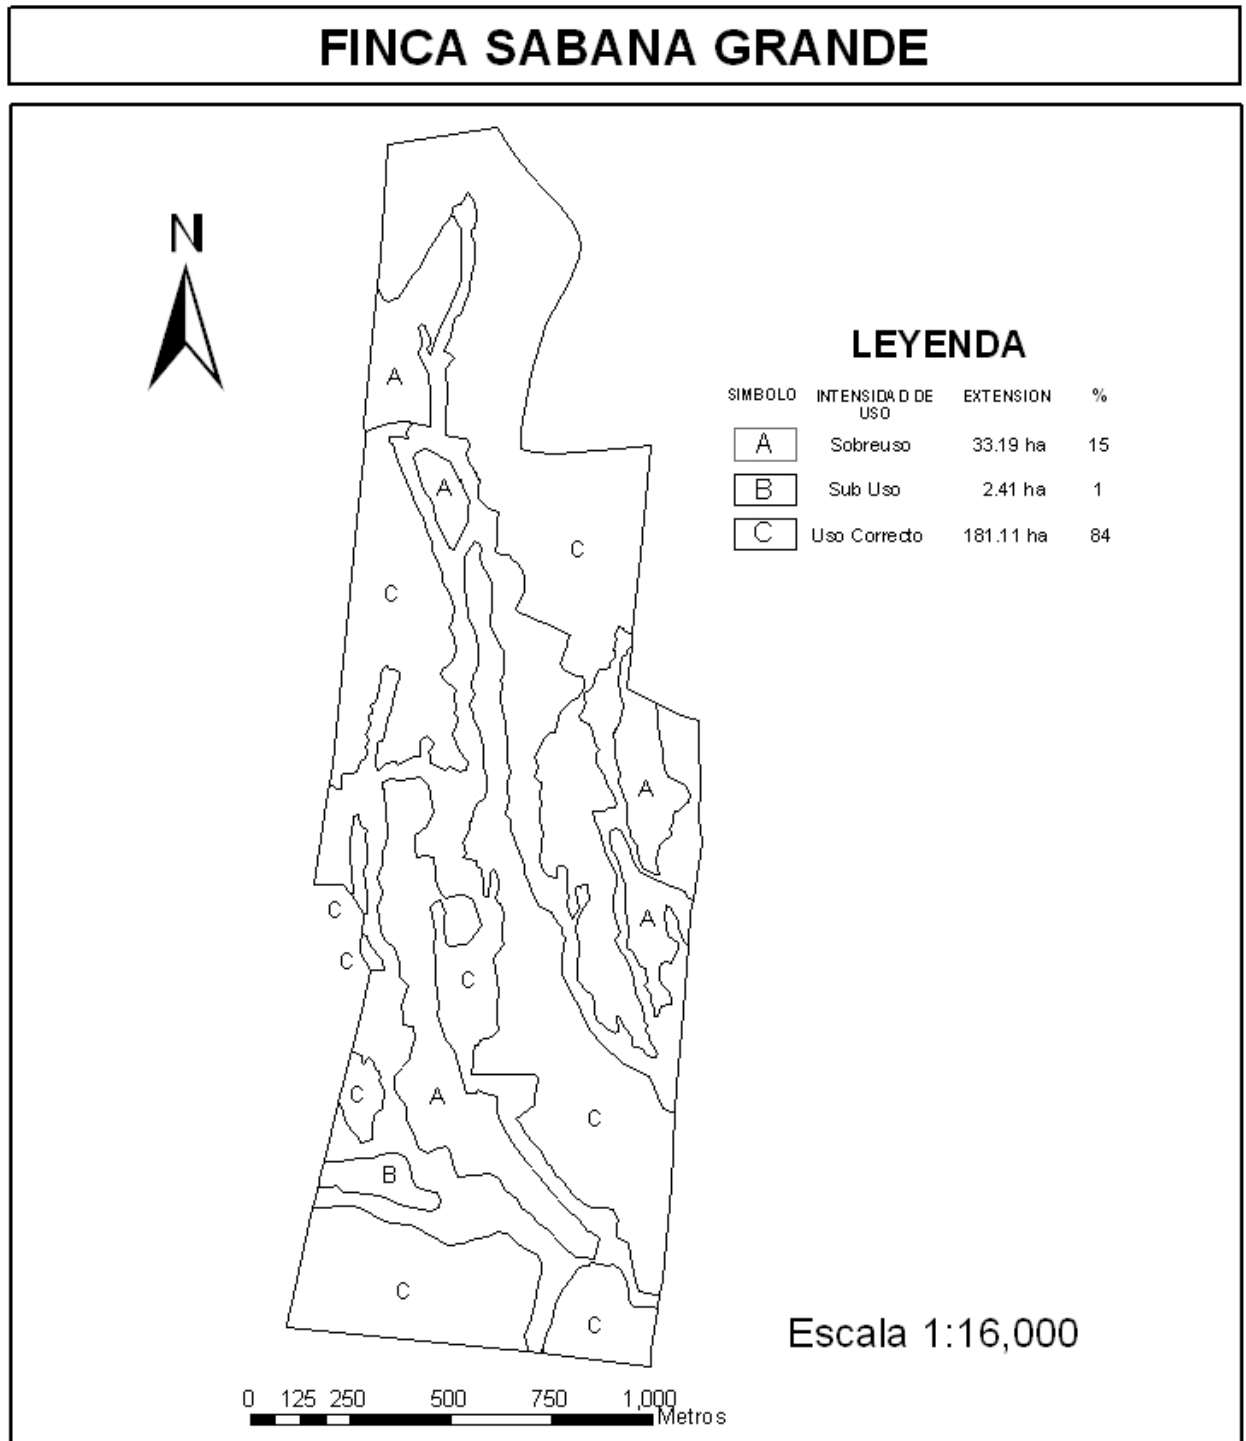 FINCA SABANA GRANDE
N
LEYENDA
SIMBOLO INTENSIDAD DE USO EXTENSION %
A Sobreuso 33.19 ha 15
B Sub Uso 2.41 ha 1
C Uso Correcto 181.11 ha 84
A
A
C
C
A
C
A
C
C
C
A
C
B
C
C
Escala 1:16,000
0 125 250 500 750 1,000
Metros